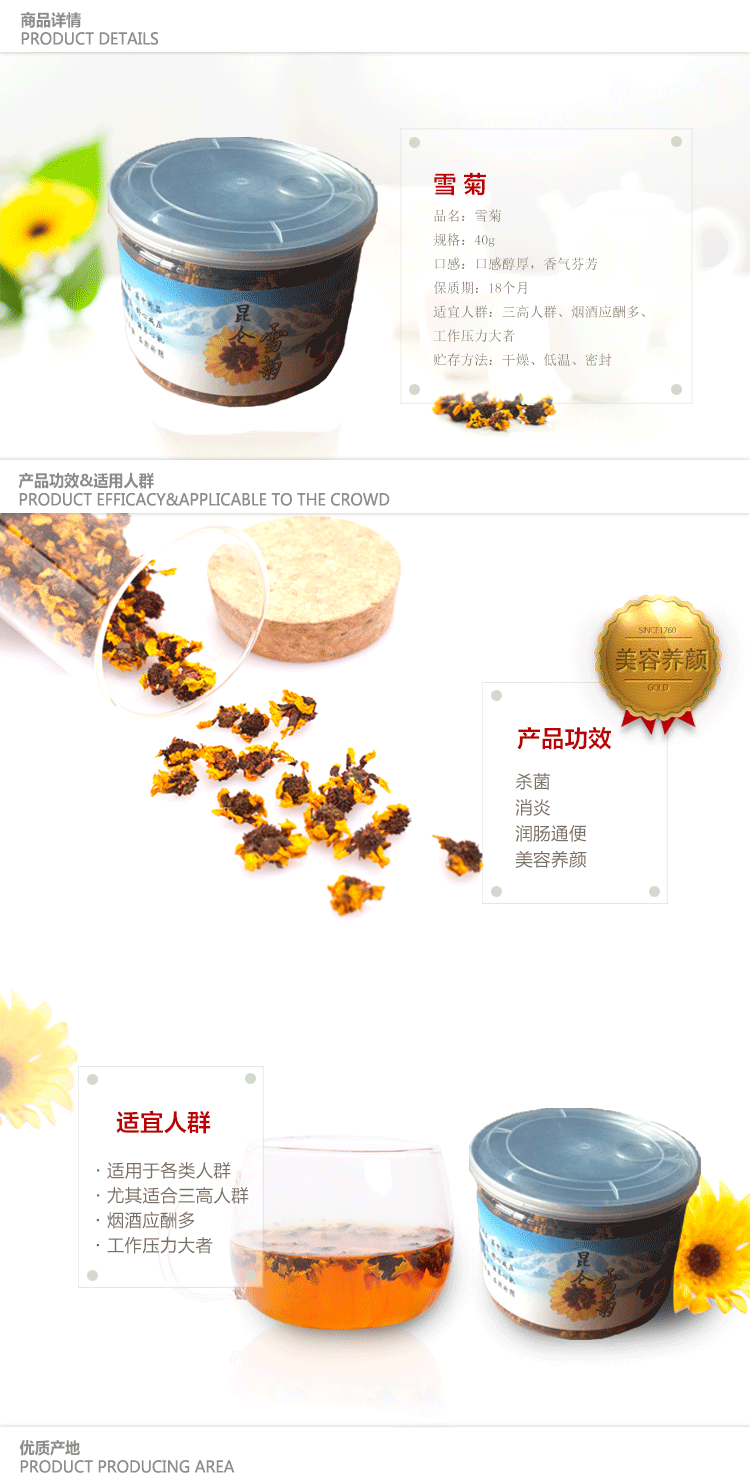 商品详情
PRODUCT DETAILS
雪菊
品名：雪菊
规格：40g
口感：口感醇厚，香气芬芳
保质期：18个月
适宜人群：三高人群、烟酒应酬多、
工作压力大者
贮存方法：干燥、低温、密封
昆仑
雪菊
产品功效&适用人群
PRODUCT EFFICACY&APPLICABLE TO THE CROWD
SINCE1760
美容养颜
GOLD
产品功效
杀菌
消炎
润肠通便
美容养颜
适宜人群
·适用于各类人群
·尤其适合三高人群
·烟酒应酬多
·工作压力大者
昆仑
雪菊
优质产地
PRODUCT PRODUCING AREA